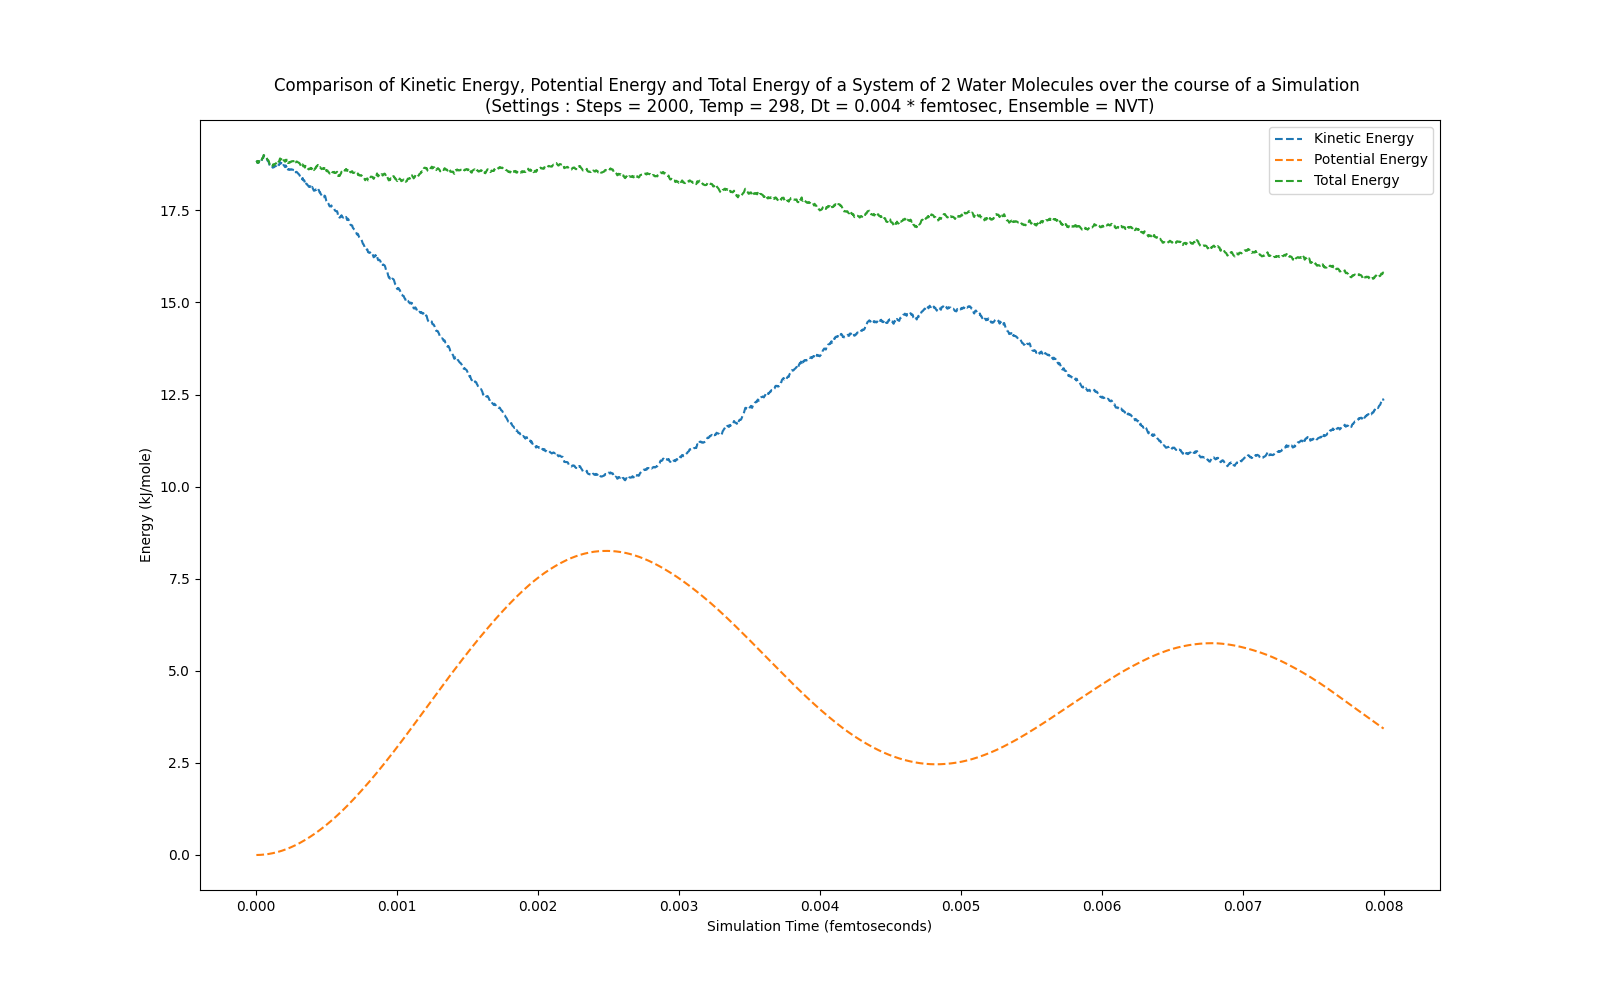 Comparison of Kinetic Energy, Potential Energy and Total Energy of a System of 2 Water Molecules over the course of a Simulation
(Settings : Steps = 2000, Temp = 298, Dt = 0.004 * femtosec, Ensemble = NVT)
Kinetic Energy
Potential Energy
Total Energy
Energy (kJ/mole)
17.5
15.0
12.5
10.0
7.5
5.0
2.5
0.0
0.000 0.001 0.002 0.003 0.004 0.005 0.006 0.007 0.008
Simulation Time (femtoseconds)